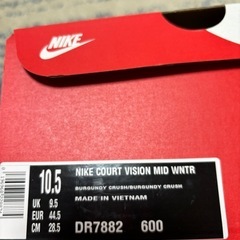 NIKE
NIKE COURT VISION MID WNTR
10.5
UK 9.5
EUR 44.5
CM 28.5
BURGUNDY CRUSH/BURGUNDY CRUSH
MADE IN VIETNAM
DR7882 600